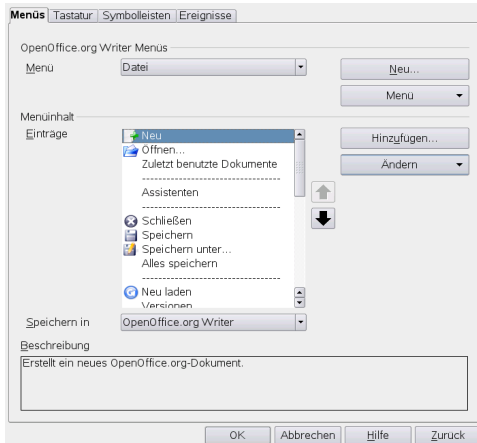 Menüs Tastatur Symbolleisten Ereignisse
OpenOffice.org Writer Menüs
Menü Datei Neu...
Menü
Menüinhalt
Einträge Neu Hinzufügen...
Öffnen...
Zuletzt benutzte Dokumente Ändern
--------------------------------
Assistenten
--------------------------------
Schließen
Speichern
Speichern unter...
Alles speichern
--------------------------------
Neu laden
Versionen
Speichern in OpenOffice.org Writer
Beschreibung
Erstellt ein neues OpenOffice.org-Dokument.
OK Abbrechen Hilfe Zurück